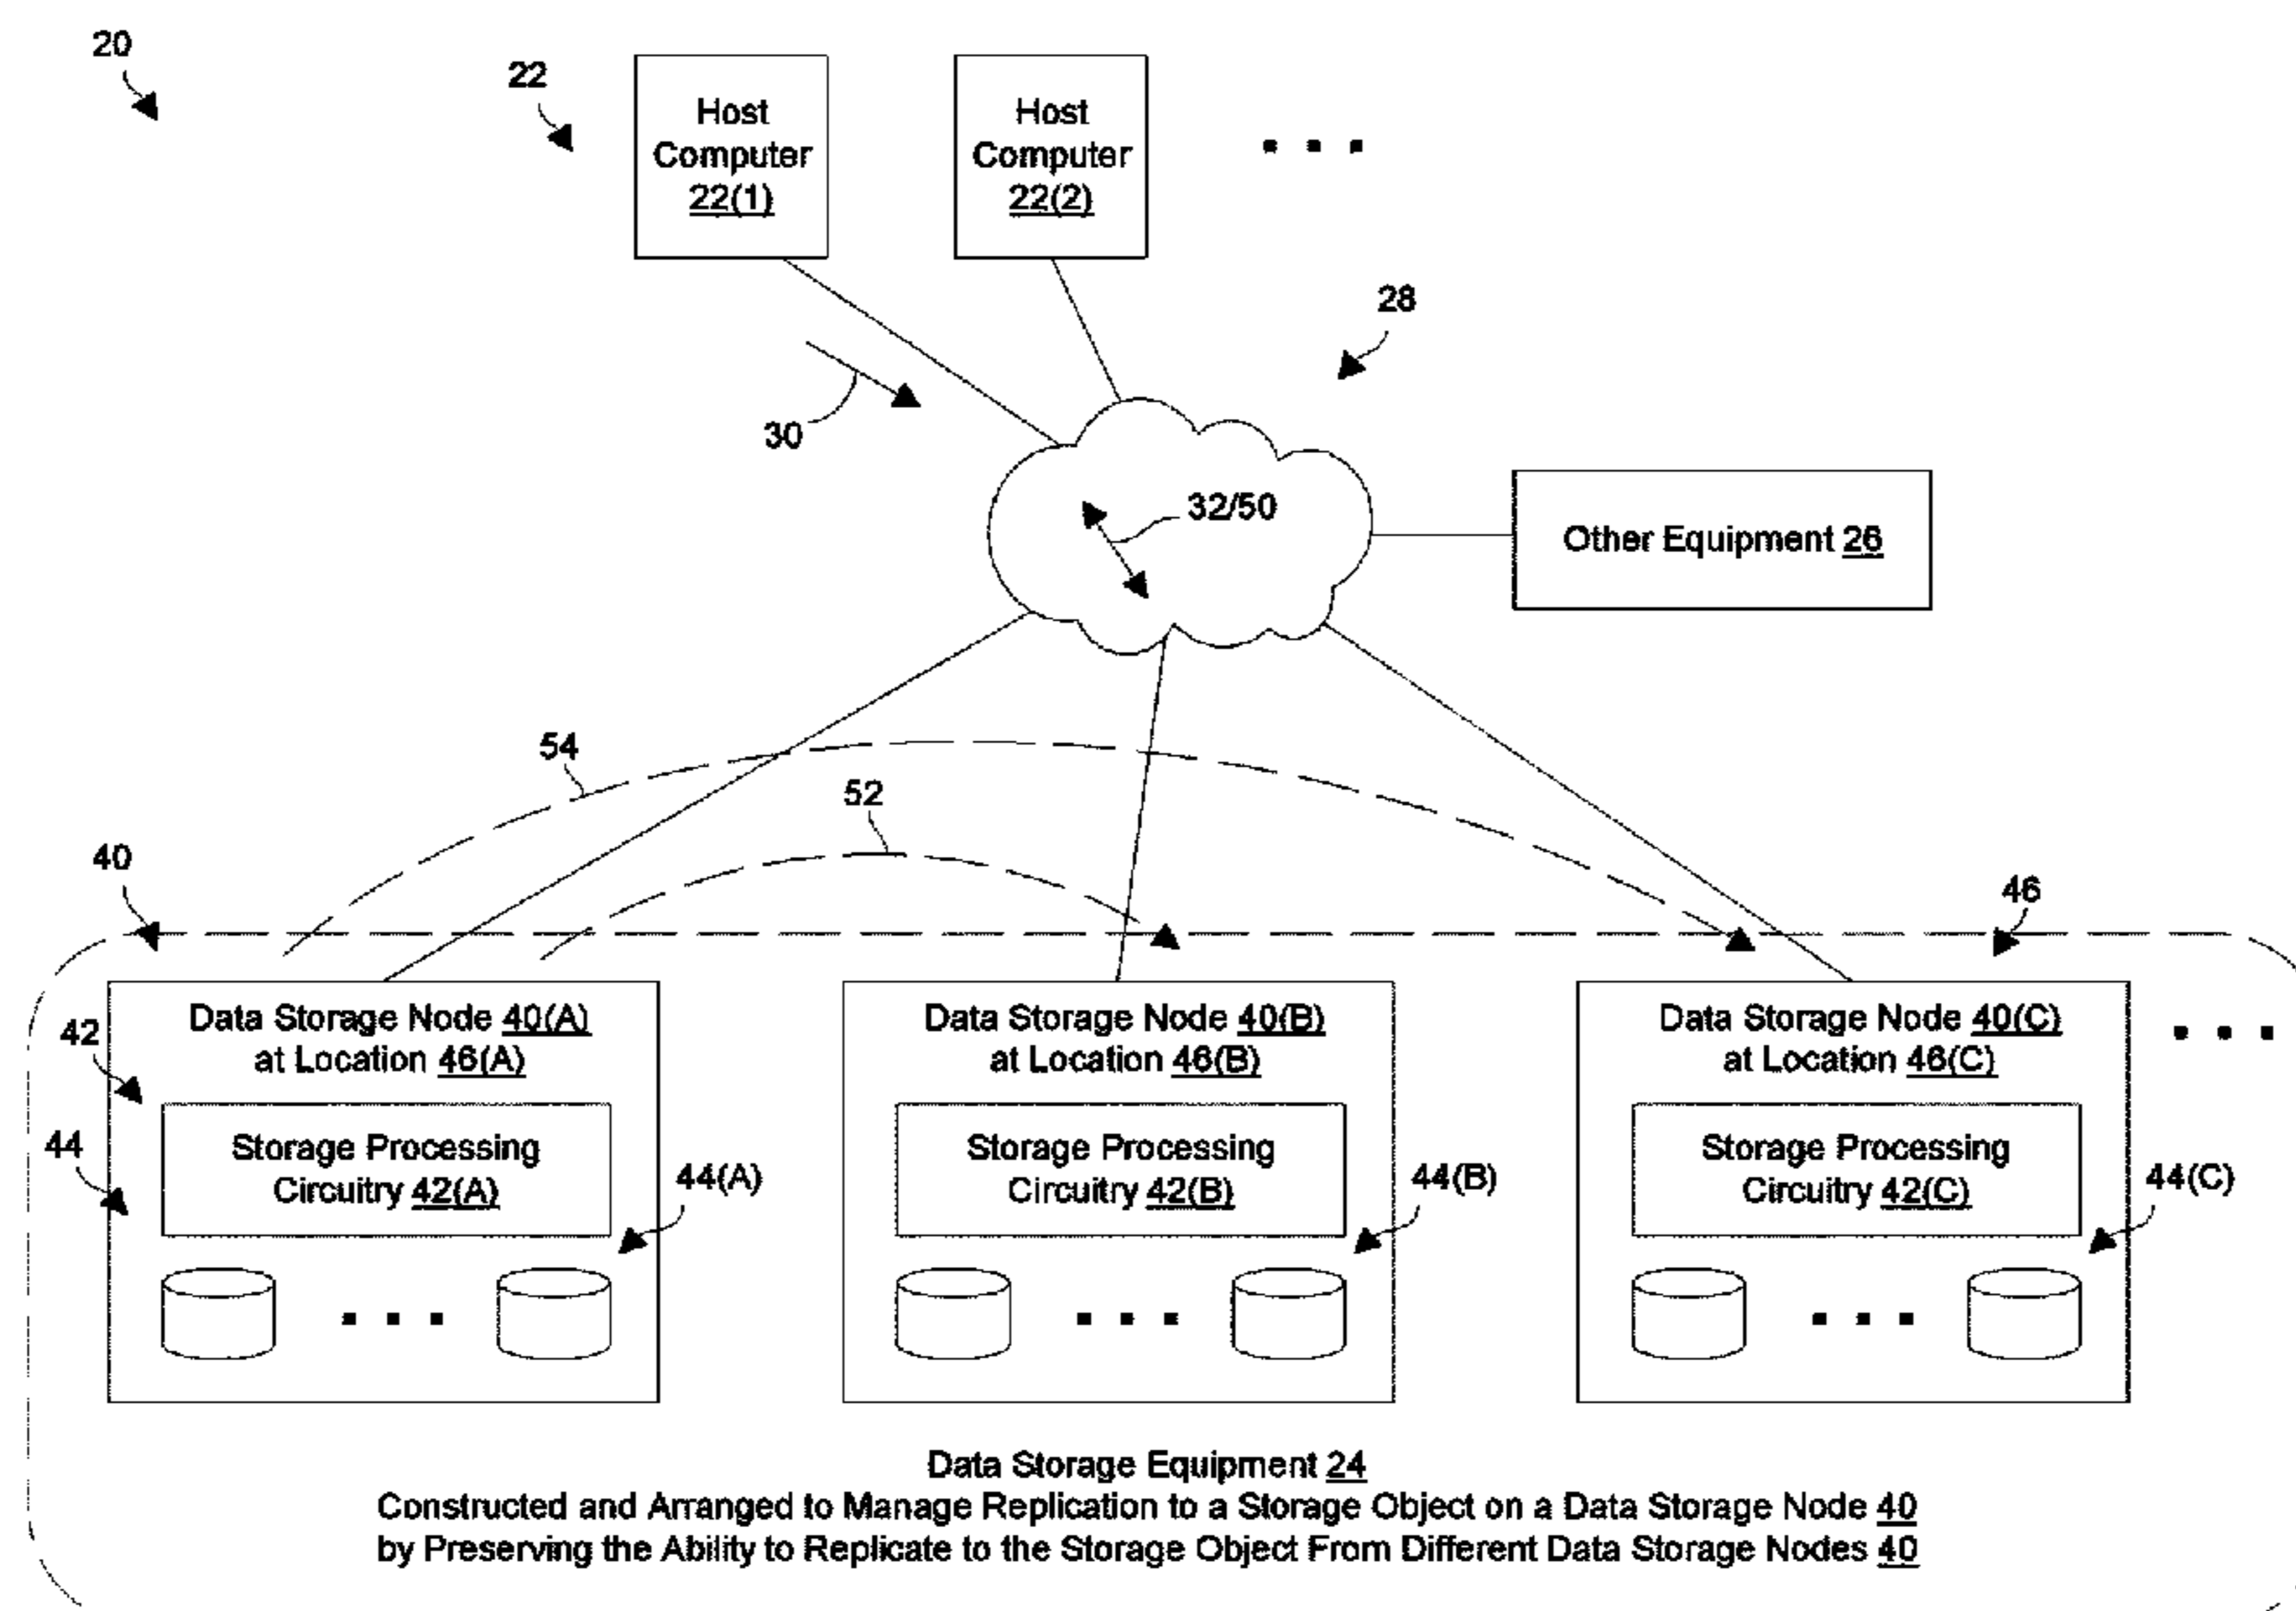 20
22
Host
Computer
22(1)
Host
Computer
22(2)
28
30
32/50
Other Equipment 26
54
52
40
46
Data Storage Node 40(A)
at Location 46(A)
Data Storage Node 40(B)
at Location 46(B)
Data Storage Node 40(C)
at Location 46(C)
42
44
Storage Processing
Circuitry 42(A)
44(A)
Storage Processing
Circuitry 42(B)
44(B)
Storage Processing
Circuitry 42(C)
44(C)
Data Storage Equipment 24
Constructed and Arranged to Manage Replication to a Storage Object on a Data Storage Node 40
by Preserving the Ability to Replicate to the Storage Object From Different Data Storage Nodes 40